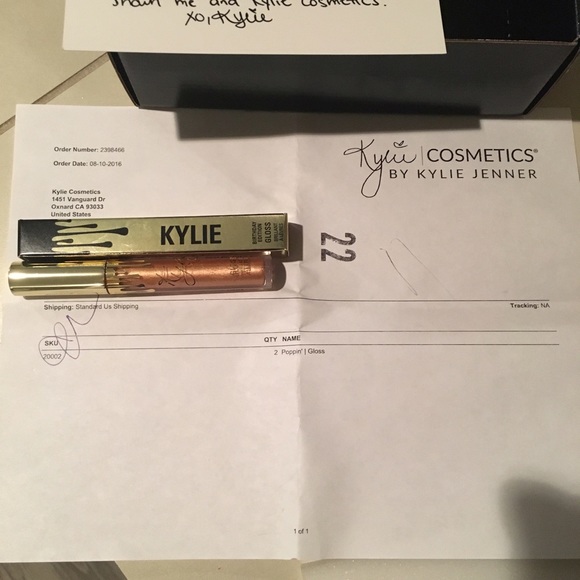 shown me and Kylie Cosmetics.
xo, Kylie
Order Number: 2398466
Order Date: 08-10-2016
Kylie | COSMETICS®
BY KYLIE JENNER
Kylie Cosmetics
1451 Vanguard Dr
Oxnard CA 93033
United States
KYLIE
BIRTHDAY
EDITION
GLOSS
22
Kylie
Shipping: Standard Us Shipping
Tracking: NA
SKU QTY NAME
20002 2 Poppin' | Gloss
1 of 1